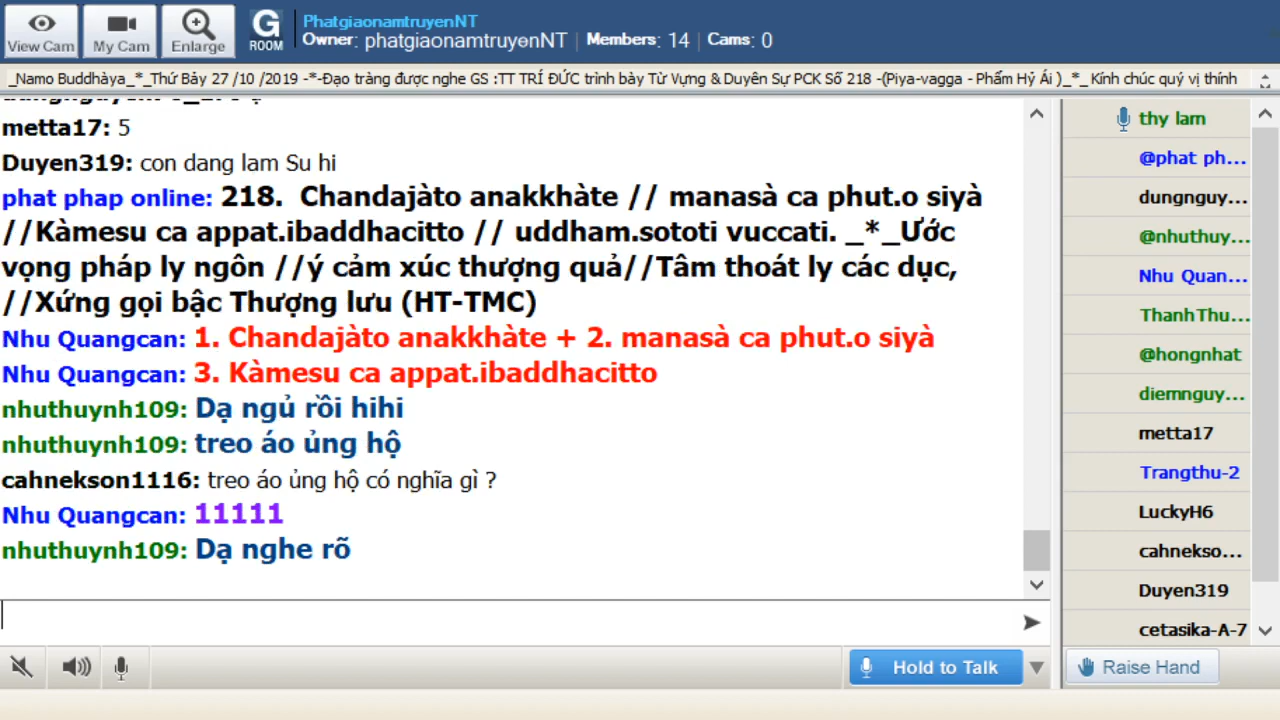 View Cam
My Cam
Enlarge
G
ROOM
PhatgiaonamtruyenNT
Owner: phatgiaonamtruyenNT | Members: 14 | Cams: 0
_Namo Buddhàya_*_Thứ Bảy 27 /10 /2019 -*-Đạo tràng được nghe GS :TT TRÍ ĐỨC trình bày Từ Vựng & Duyên Sự PCK Số 218 -(Piya-vagga - Phẩm Hỷ Ái )_*_Kính chúc quý vị thính
metta17: 5
Duyen319: con dang lam Su hi
phat phap online: 218. Chandajàto anakkhàte // manasà ca phut.o siyà
//Kàmesu ca appat.ibaddhacitto // uddham.sototi vuccati. _*_Ước
vọng pháp ly ngôn //ý cảm xúc thượng quả//Tâm thoát ly các dục,
//Xứng gọi bậc Thượng lưu (HT-TMC)
Nhu Quangcan: 1. Chandajàto anakkhàte + 2. manasà ca phut.o siyà
Nhu Quangcan: 3. Kàmesu ca appat.ibaddhacitto
nhuthuynh109: Dạ ngủ rồi hihi
nhuthuynh109: treo áo ủng hộ
cahnekson1116: treo áo ủng hộ có nghĩa gì ?
Nhu Quangcan: 11111
nhuthuynh109: Dạ nghe rõ
Hold to Talk
thy lam
@phat ph...
dungnguy...
@nhuthuy...
Nhu Quan...
ThanhThu...
@hongnhat
diemnguy...
metta17
Trangthu-2
LuckyH6
cahnekso...
Duyen319
cetasika-A-7
Raise Hand